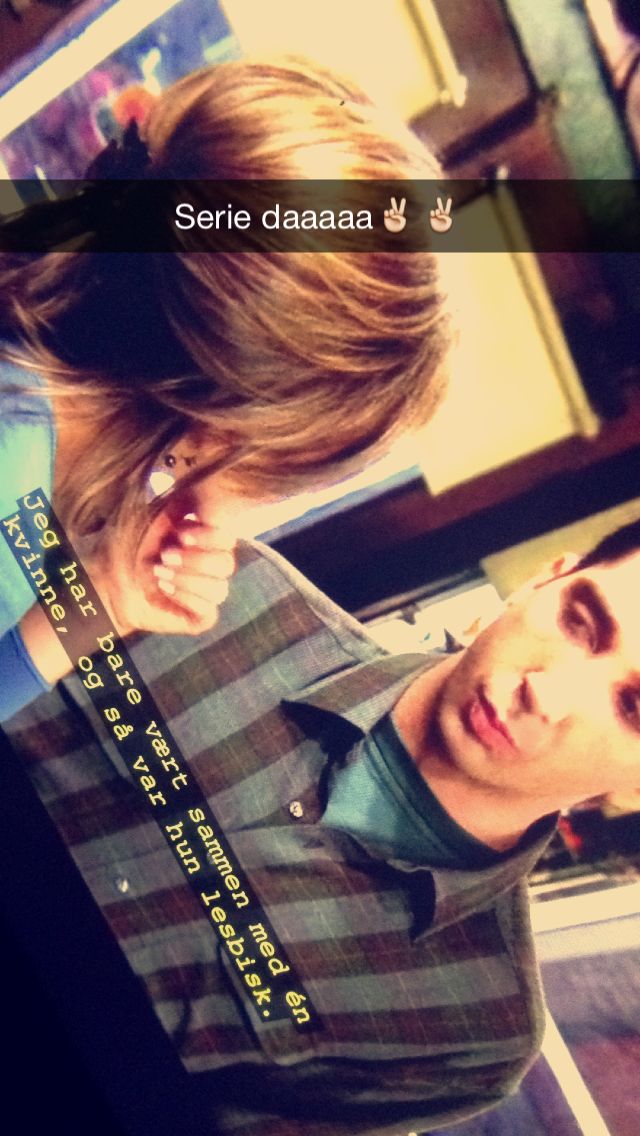 Serie daaaaa✌🏻 ✌🏻
Jeg har bare vært sammen med én
kvinne, og så var hun lesbisk.